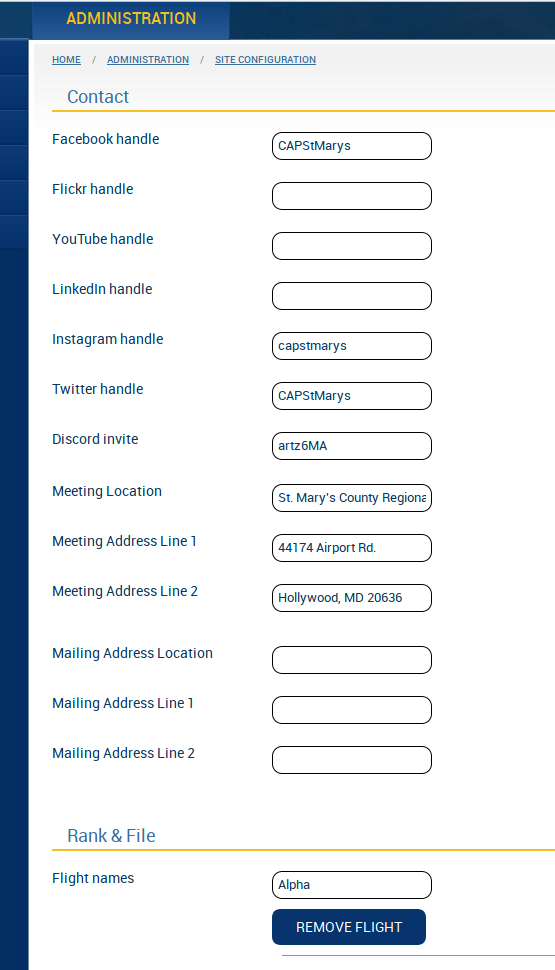 ADMINISTRATION
HOME / ADMINISTRATION / SITE CONFIGURATION
Contact
Facebook handle CAPStMarys
Flickr handle
YouTube handle
LinkedIn handle
Instagram handle capstmarys
Twitter handle CAPStMarys
Discord invite artz6MA
Meeting Location St. Mary's County Regiona
Meeting Address Line 1 44174 Airport Rd.
Meeting Address Line 2 Hollywood, MD 20636
Mailing Address Location
Mailing Address Line 1
Mailing Address Line 2
Rank & File
Flight names Alpha
REMOVE FLIGHT